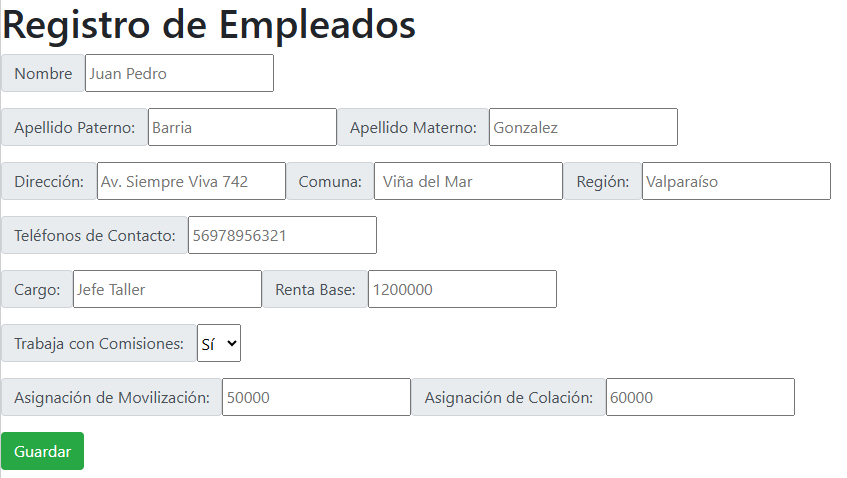 Registro de Empleados
Nombre Juan Pedro
Apellido Paterno: Barria Apellido Materno: Gonzalez
Dirección: Av. Siempre Viva 742 Comuna: Viña del Mar Región: Valparaíso
Teléfonos de Contacto: 56978956321
Cargo: Jefe Taller Renta Base: 1200000
Trabaja con Comisiones: Sí
Asignación de Movilización: 50000 Asignación de Colación: 60000
Guardar